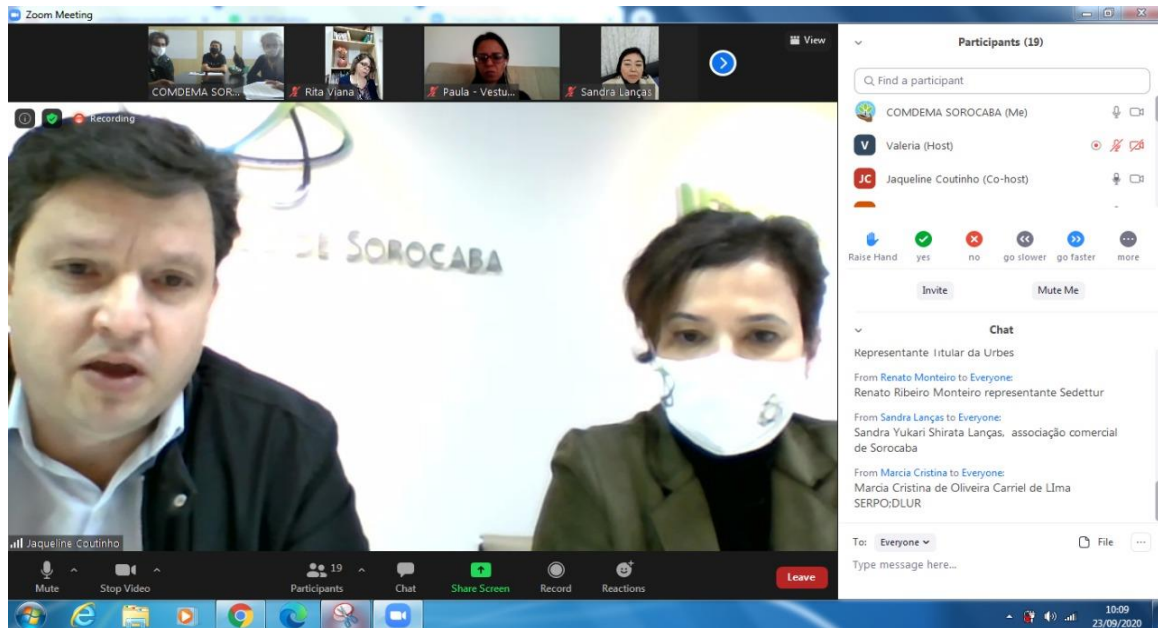 Zoom Meeting
View
COMDEMA SOR...
Rita Viana
Paula - Vestu...
Sandra Lanças
Recording
DE SOROCABA
Jaqueline Coutinho
Mute
Stop Video
19
Participants
Chat
Share Screen
Record
Reactions
Leave
Participants (19)
Find a participant
COMDEMA SOROCABA (Me)
V Valeria (Host)
JC Jaqueline Coutinho (Co-host)
Raise Hand
yes
no
go slower
go faster
more
Invite
Mute Me
Chat
Representante Titular da Urbes
From Renato Monteiro to Everyone:
Renato Ribeiro Monteiro representante Sedettur
From Sandra Lanças to Everyone:
Sandra Yukari Shirata Lanças, associação comercial
de Sorocaba
From Marcia Cristina to Everyone:
Marcia Cristina de Oliveira Carriel de LIma
SERPO;DLUR
To: Everyone
File
Type message here...
10:09
23/09/2020